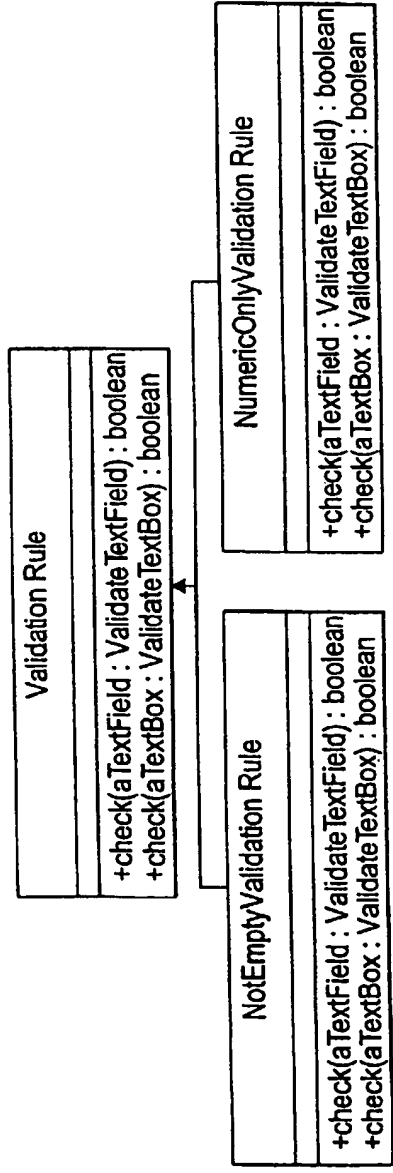 Validation Rule
+check(aTextField : ValidateTextField) : boolean
+check(aTextBox : ValidateTextBox) : boolean
NotEmptyValidation Rule
+check(aTextField : ValidateTextField) : boolean
+check(aTextBox : ValidateTextBox) : boolean
NumericOnlyValidation Rule
+check(aTextField : ValidateTextField) : boolean
+check(aTextBox : ValidateTextBox) : boolean